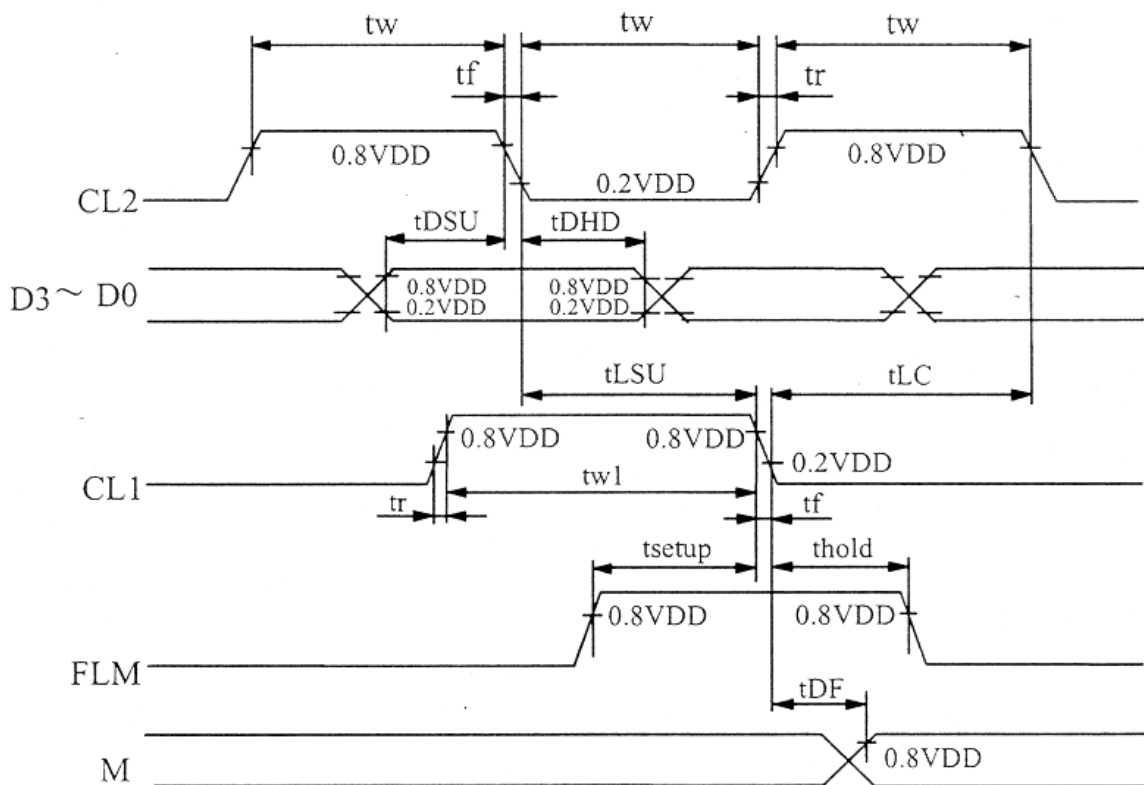 tw tw tw
tf tr
0.8VDD 0.8VDD
CL2 0.2VDD
tDSU tDHD
D3~ D0 0.8VDD 0.8VDD
0.2VDD 0.2VDD
tLSU tLC
0.8VDD 0.8VDD
0.2VDD
CL1 tw1
tr tf
tsetup thold
0.8VDD 0.8VDD
FLM
tDF
M 0.8VDD